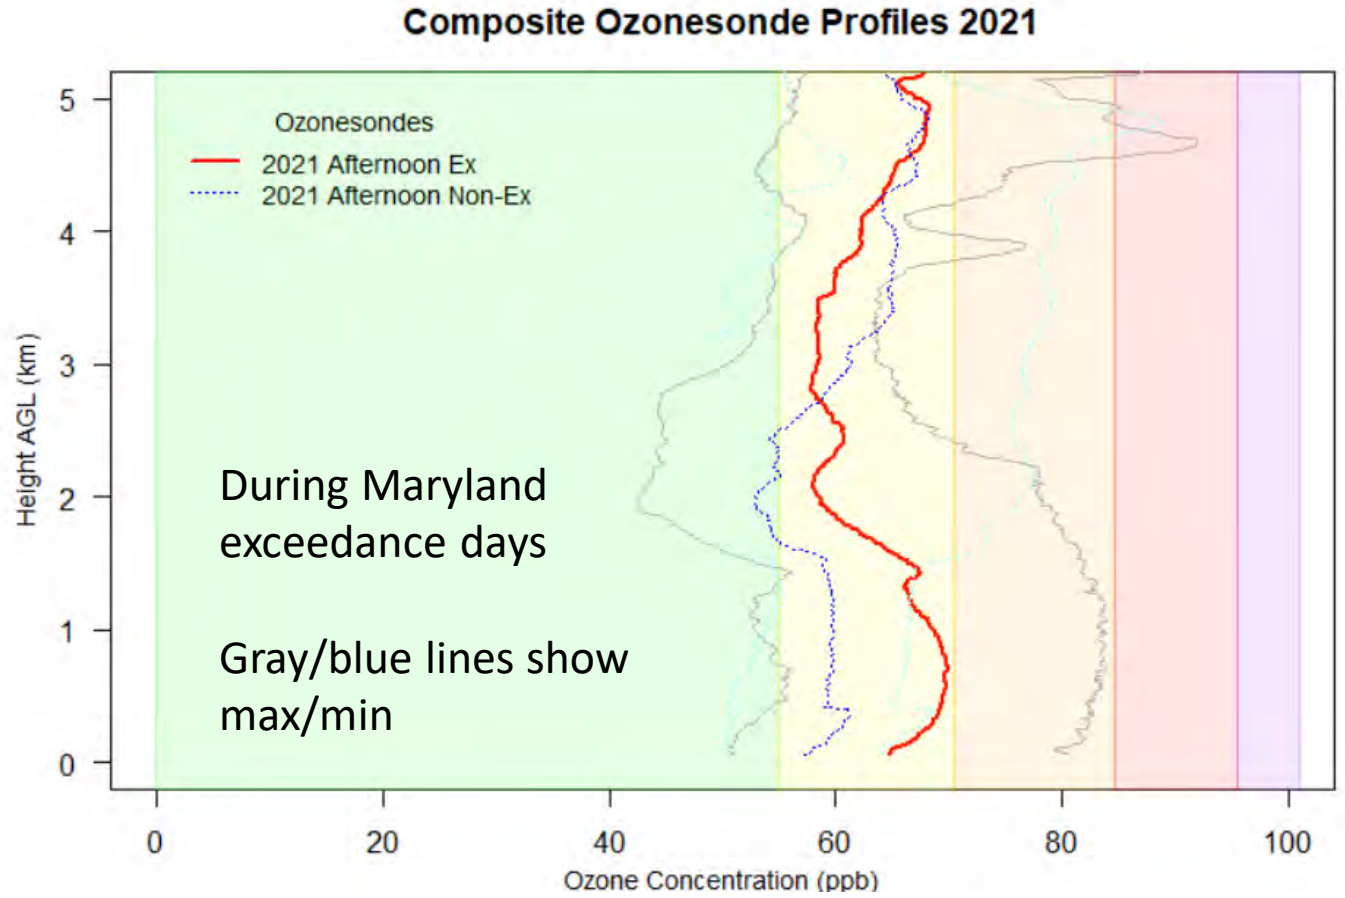 Composite Ozonesonde Profiles 2021
Ozonesondes
2021 Afternoon Ex
2021 Afternoon Non-Ex
During Maryland
exceedance days
Gray/blue lines show
max/min
Height AGL (km)
5
4
3
2
1
0
0 20 40 60 80 100
Ozone Concentration (ppb)